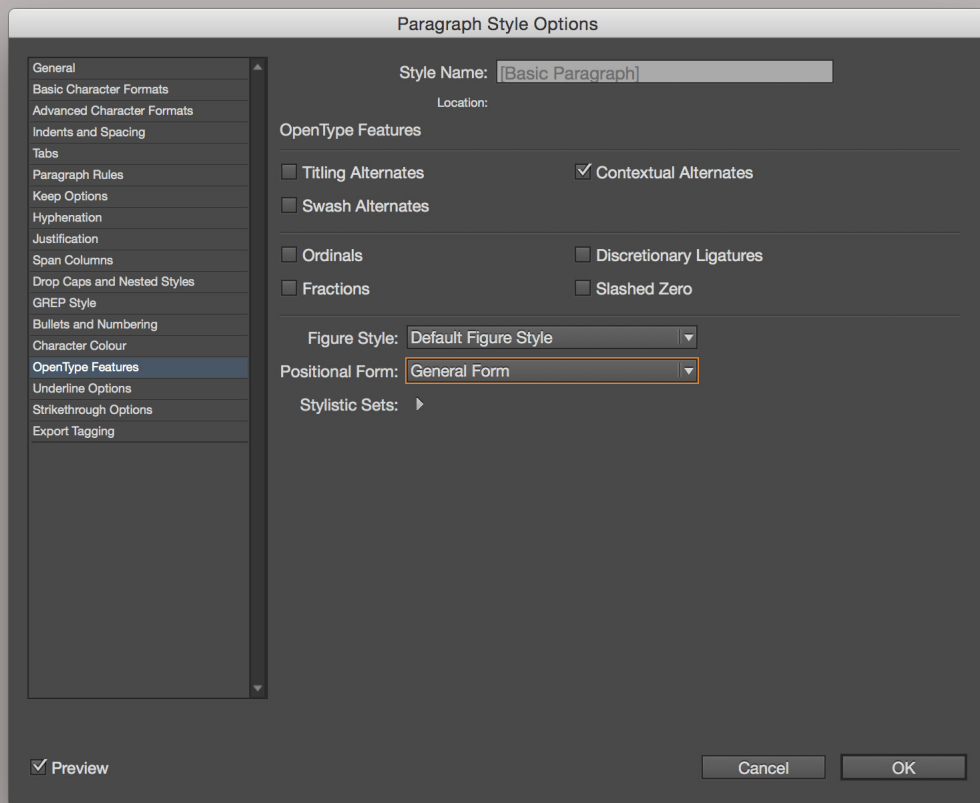 Paragraph Style Options
General
Basic Character Formats
Advanced Character Formats
Indents and Spacing
Tabs
Paragraph Rules
Keep Options
Hyphenation
Justification
Span Columns
Drop Caps and Nested Styles
GREP Style
Bullets and Numbering
Character Colour
OpenType Features
Underline Options
Strikethrough Options
Export Tagging
Style Name: [Basic Paragraph]
Location:
OpenType Features
Titling Alternates
Contextual Alternates
Swash Alternates
Ordinals
Discretionary Ligatures
Fractions
Slashed Zero
Figure Style: Default Figure Style
Positional Form: General Form
Stylistic Sets:
Preview
Cancel
OK